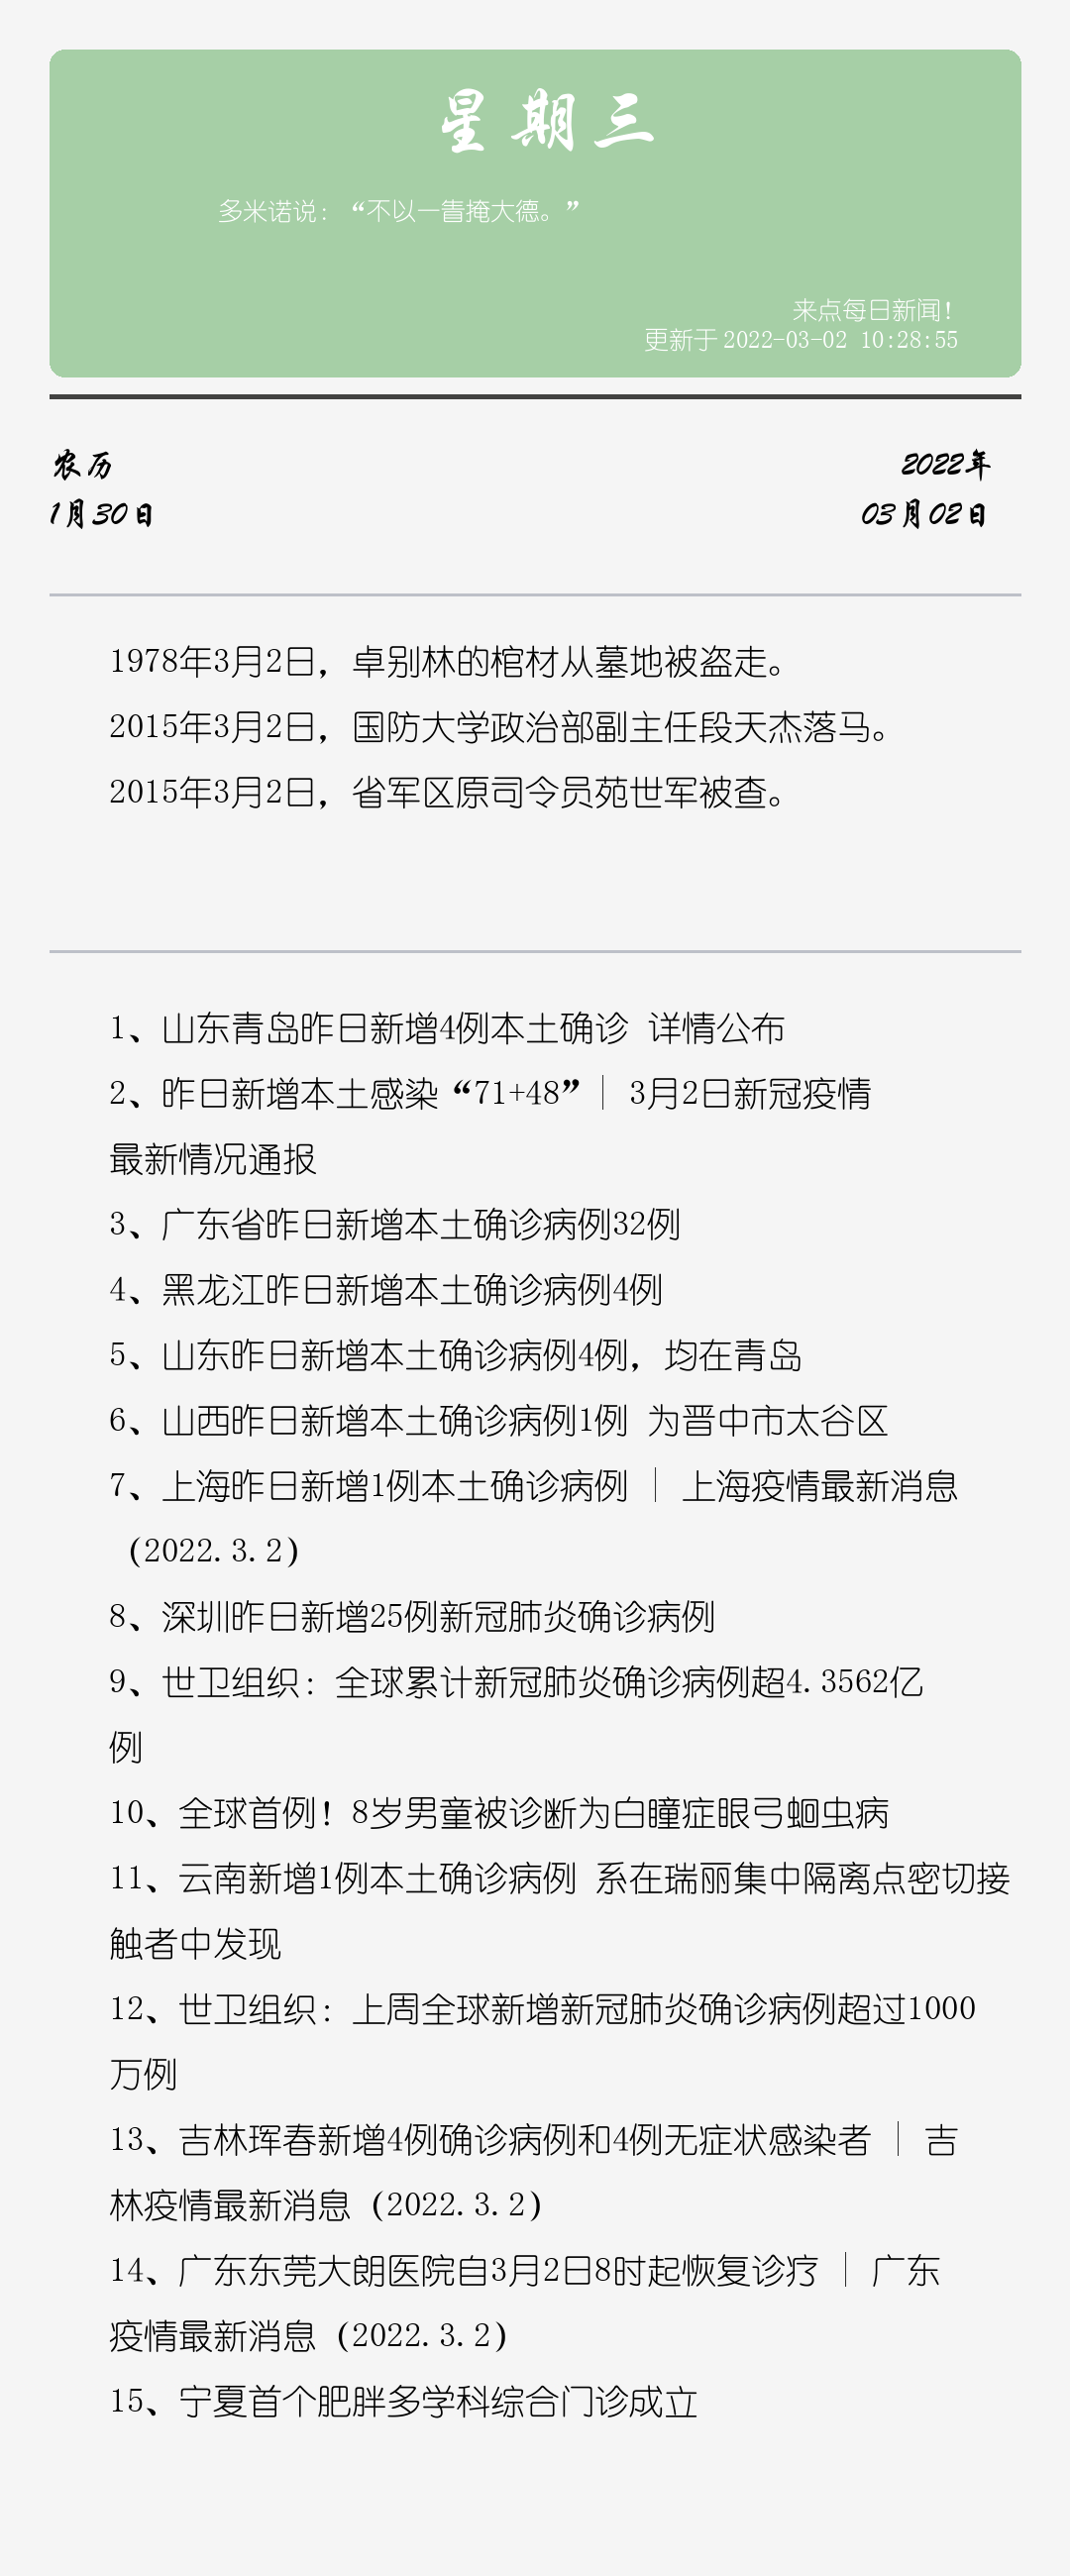 星期三
多米诺说：“不以一眚掩大德。”
来点每日新闻！
更新于 2022-03-02 10:28:55
农历
2022年
1月30日
03月02日
1978年3月2日，卓别林的棺材从墓地被盗走。
2015年3月2日，国防大学政治部副主任段天杰落马。
2015年3月2日，省军区原司令员苑世军被查。
1、山东青岛昨日新增4例本土确诊 详情公布
2、昨日新增本土感染“71+48”｜ 3月2日新冠疫情
最新情况通报
3、广东省昨日新增本土确诊病例32例
4、黑龙江昨日新增本土确诊病例4例
5、山东昨日新增本土确诊病例4例，均在青岛
6、山西昨日新增本土确诊病例1例 为晋中市太谷区
7、上海昨日新增1例本土确诊病例 ｜ 上海疫情最新消息
（2022.3.2）
8、深圳昨日新增25例新冠肺炎确诊病例
9、世卫组织：全球累计新冠肺炎确诊病例超4.3562亿
例
10、全球首例！8岁男童被诊断为白瞳症眼弓蛔虫病
11、云南新增1例本土确诊病例 系在瑞丽集中隔离点密切接
触者中发现
12、世卫组织：上周全球新增新冠肺炎确诊病例超过1000
万例
13、吉林珲春新增4例确诊病例和4例无症状感染者 ｜ 吉
林疫情最新消息（2022.3.2）
14、广东东莞大朗医院自3月2日8时起恢复诊疗 ｜ 广东
疫情最新消息（2022.3.2）
15、宁夏首个肥胖多学科综合门诊成立